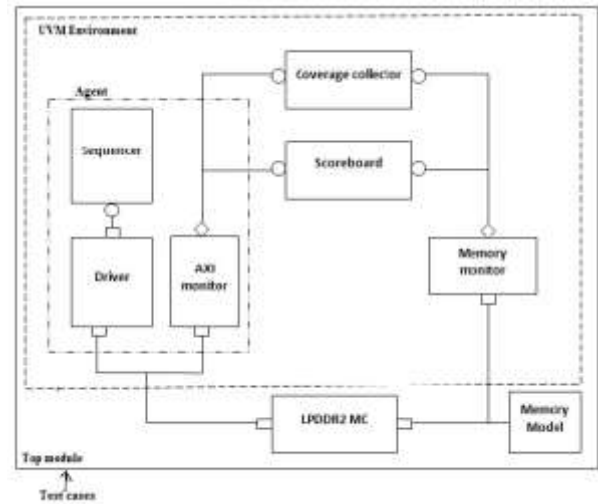 UVM Environment
Coverage collector
Agent
Sequencer
Scoreboard
Driver
AXI
monitor
Memory
monitor
LPDDR2 MC
Memory
Model
Top module
Test cases